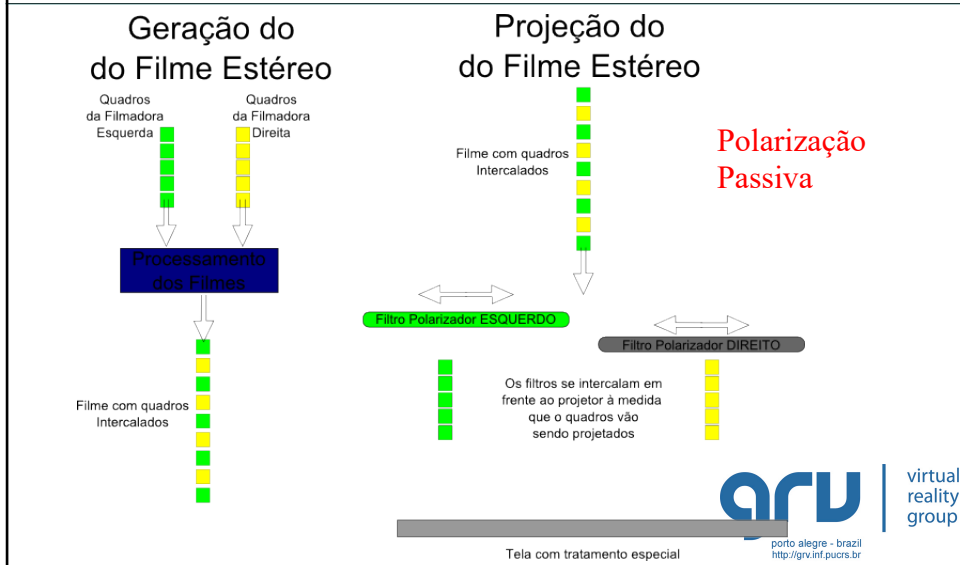 Geração do
do Filme Estéreo
Quadros
da Filmadora
Esquerda
Quadros
da Filmadora
Direita
Processamento
dos Filmes
Filme com quadros
Intercalados
Projeção do
do Filme Estéreo
Filme com quadros
Intercalados
Polarização
Passiva
Filtro Polarizador ESQUERDO
Filtro Polarizador DIREITO
Os filtros se intercalam em
frente ao projetor à medida
que o quadros vão
sendo projetados
Tela com tratamento especial
grv
virtual
reality
group
porto alegre - brazil
http://grv.inf.pucrs.br